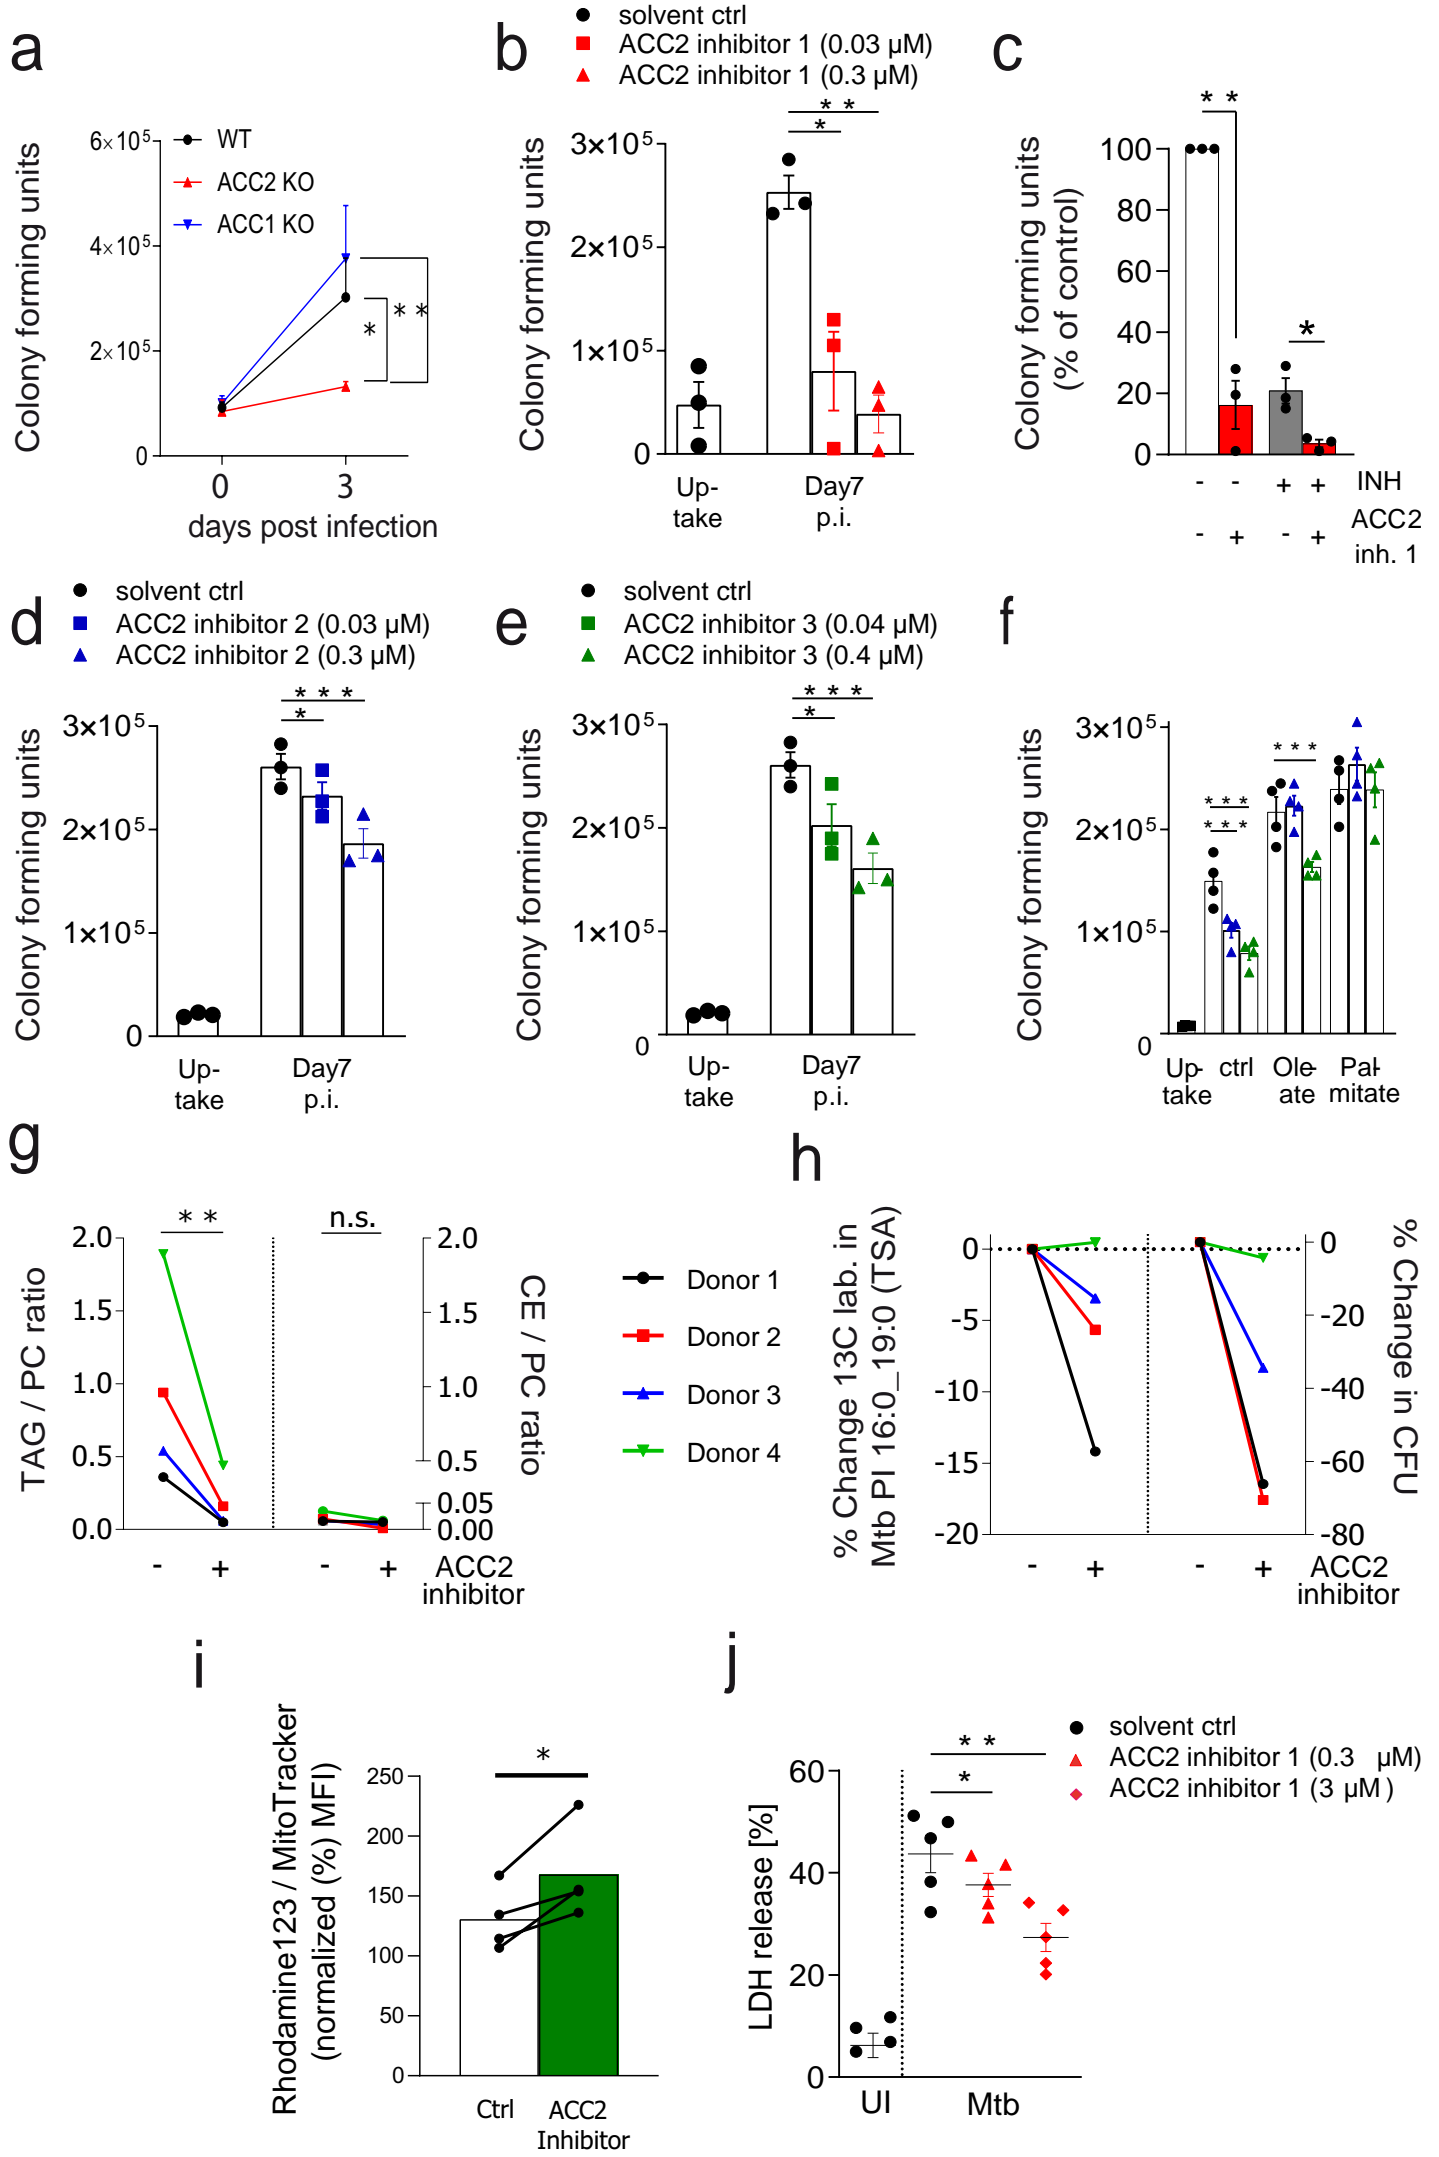 a
Colony forming units
6×10⁵
4×10⁵
2×10⁵
0
WT
ACC2 KO
ACC1 KO
*
* *
0 3
days post infection
b
solvent ctrl
ACC2 inhibitor 1 (0.03 µM)
ACC2 inhibitor 1 (0.3 µM)
Colony forming units
3×10⁵
2×10⁵
1×10⁵
0
* *
*
Up-
take
Day7
p.i.
c
Colony forming units
(% of control)
100
80
60
40
20
0
* *
*
- - + + INH
- + - + ACC2
inh. 1
d
solvent ctrl
ACC2 inhibitor 2 (0.03 µM)
ACC2 inhibitor 2 (0.3 µM)
Colony forming units
3×10⁵
2×10⁵
1×10⁵
0
* * *
*
Up-
take
Day7
p.i.
e
solvent ctrl
ACC2 inhibitor 3 (0.04 µM)
ACC2 inhibitor 3 (0.4 µM)
Colony forming units
3×10⁵
2×10⁵
1×10⁵
0
* * *
*
Up-
take
Day7
p.i.
f
Colony forming units
3×10⁵
2×10⁵
1×10⁵
0
* * *
* * *
* * *
Up-
take
ctrl
Ole-
ate
Pal-
mitate
g
TAG / PC ratio
2.0
1.5
1.0
0.5
0.0
* *
n.s.
2.0
1.5
1.0
0.5
0.05
0.00
CE / PC ratio
- + - + ACC2
inhibitor
Donor 1
Donor 2
Donor 3
Donor 4
h
% Change 13C lab. in
Mtb PI 16:0_19:0 (TSA)
0
-5
-10
-15
-20
0
-20
-40
-60
-80
% Change in CFU
- + - + ACC2
inhibitor
i
Rhodamine123 / MitoTracker
(normalized (%) MFI)
250
200
150
100
50
0
*
Ctrl
ACC2
Inhibitor
j
solvent ctrl
ACC2 inhibitor 1 (0.3 µM)
ACC2 inhibitor 1 (3 µM)
LDH release [%]
60
40
20
0
* *
*
UI
Mtb